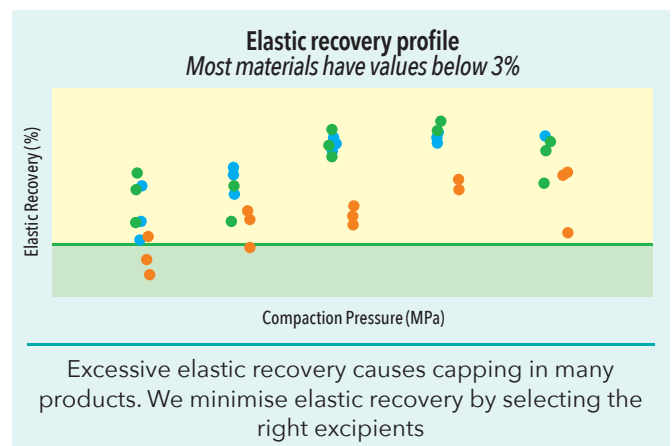 Elastic recovery profile
Most materials have values below 3%
Elastic Recovery (%)
Compaction Pressure (MPa)
Excessive elastic recovery causes capping in many
products. We minimise elastic recovery by selecting the
right excipients